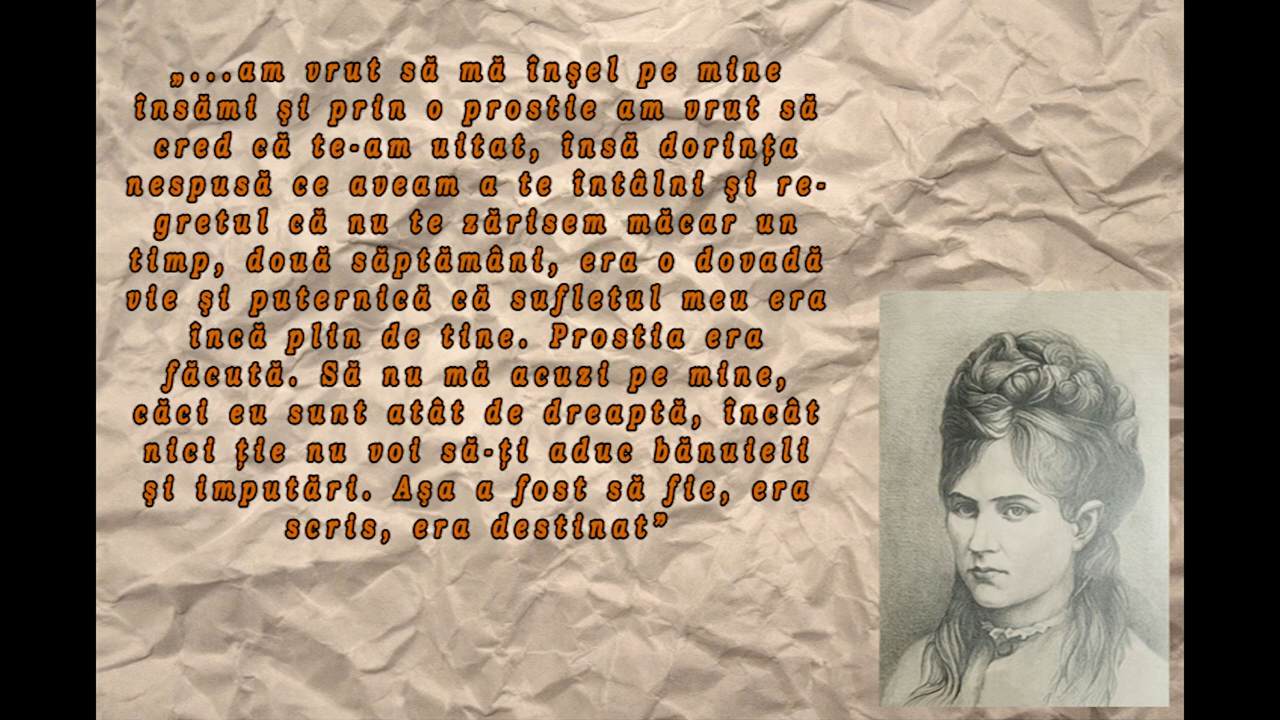 „...am vrut să mă înşel pe mine
însămi şi prin o prostie am vrut să
cred că te-am uitat, însă dorinţa
nespusă ce aveam a te întâlni şi re-
gretul că nu te zărisem măcar un
timp, două săptămâni, era o dovadă
vie şi puternică că sufletul meu era
încă plin de tine. Prostia era
făcută. Să nu mă acuzi pe mine,
căci eu sunt atât de dreaptă, încât
nici ţie nu voi să-ţi aduc bănuieli
şi imputări. Aşa a fost să fie, era
scris, era destinat”